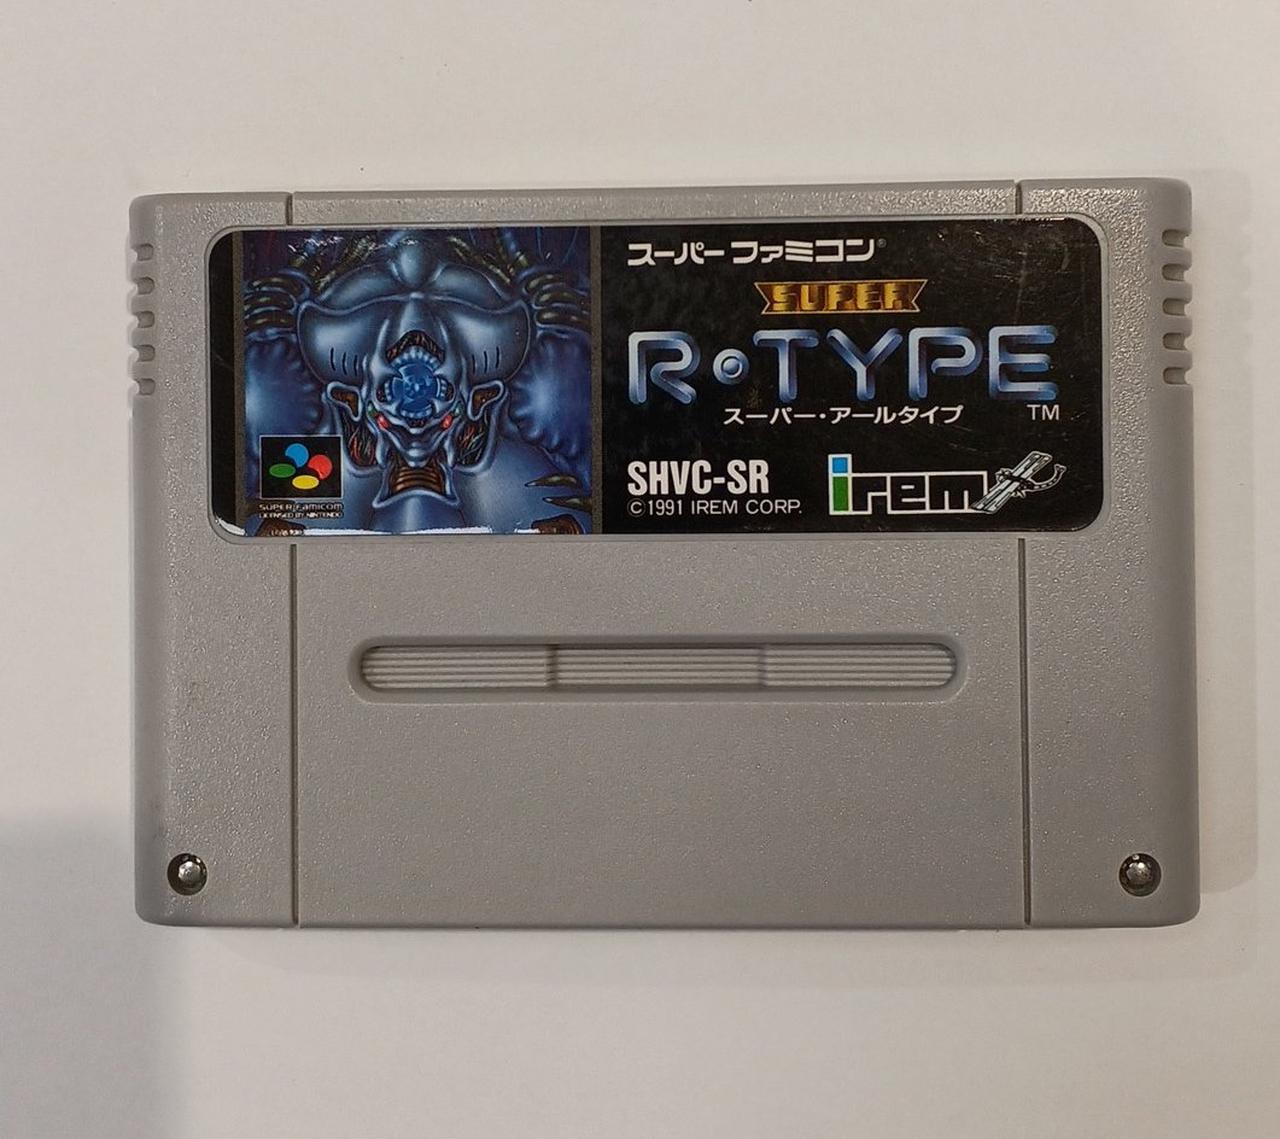 スーパーファミコン®
SUPER
R•TYPE
スーパー・アールタイプ TM
SHVC-SR
©1991 IREM CORP.
irem
SUPER FAMICOM
LICENSED BY NINTENDO